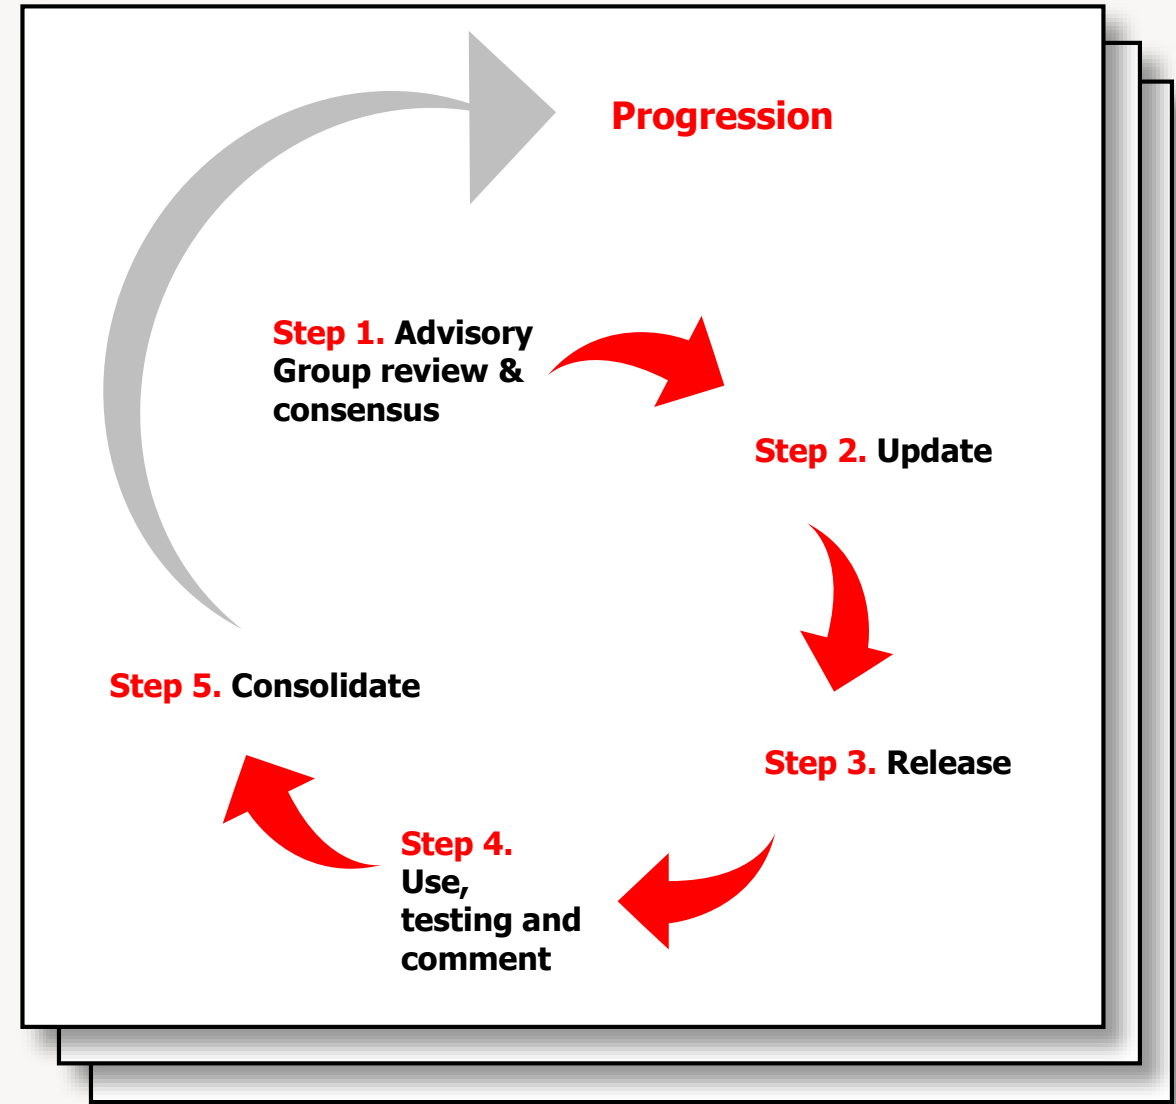 Progression
Step 1. Advisory
Group review &
consensus
Step 2. Update
Step 3. Release
Step 4.
Use,
testing and
comment
Step 5. Consolidate